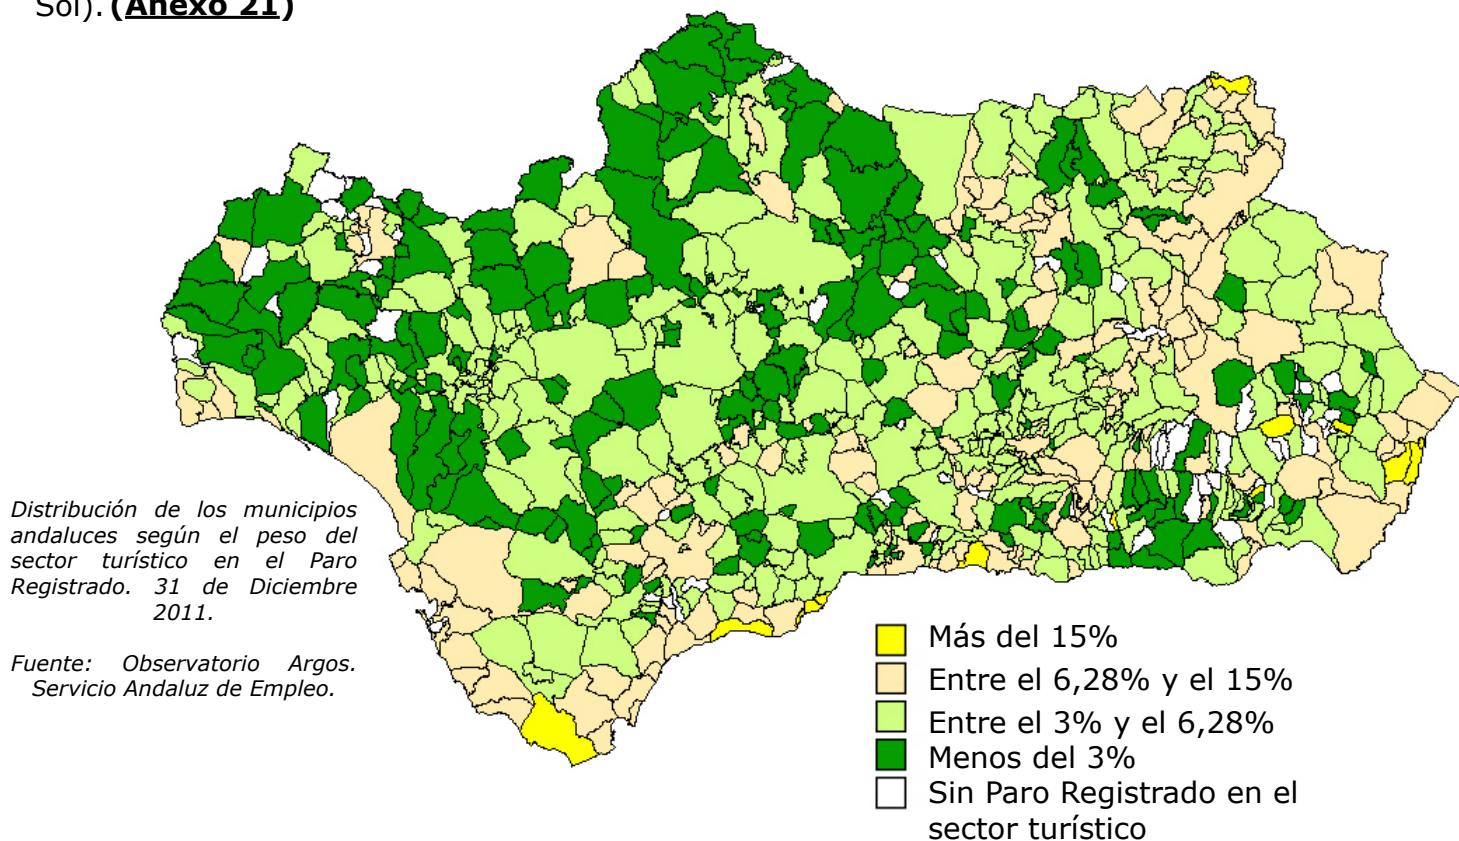 Sol). (Anexo 21)
Distribución de los municipios
andaluces según el peso del
sector turístico en el Paro
Registrado. 31 de Diciembre
2011.
Fuente: Observatorio Argos.
Servicio Andaluz de Empleo.
Más del 15%
Entre el 6,28% y el 15%
Entre el 3% y el 6,28%
Menos del 3%
Sin Paro Registrado en el
sector turístico